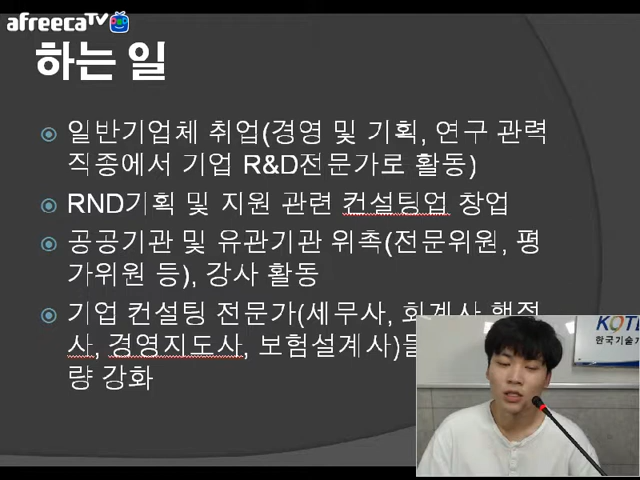 afreecaTV
하는 일
일반기업체 취업(경영 및 기획, 연구 관력
직종에서 기업 R&D전문가로 활동)
RND기획 및 지원 관련 컨설팅업 창업
공공기관 및 유관기관 위촉(전문위원, 평
가위원 등), 강사 활동
기업 컨설팅 전문가(세무사, 회계사,행정
사, 경영지도사, 보험설계사)들
량 강화
한국기술